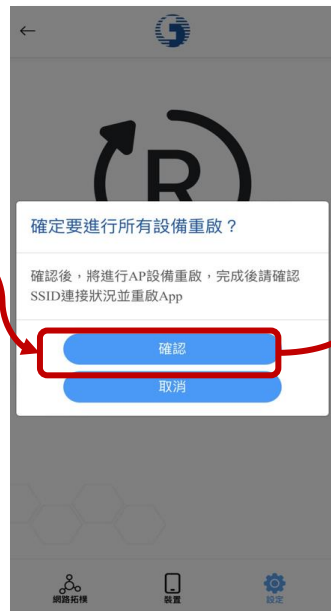 R
確定要進行所有設備重啟？
確認後，將進行AP設備重啟，完成後請確認
SSID連接狀況並重啟App
確認
取消
網路拓樸
裝置
設定